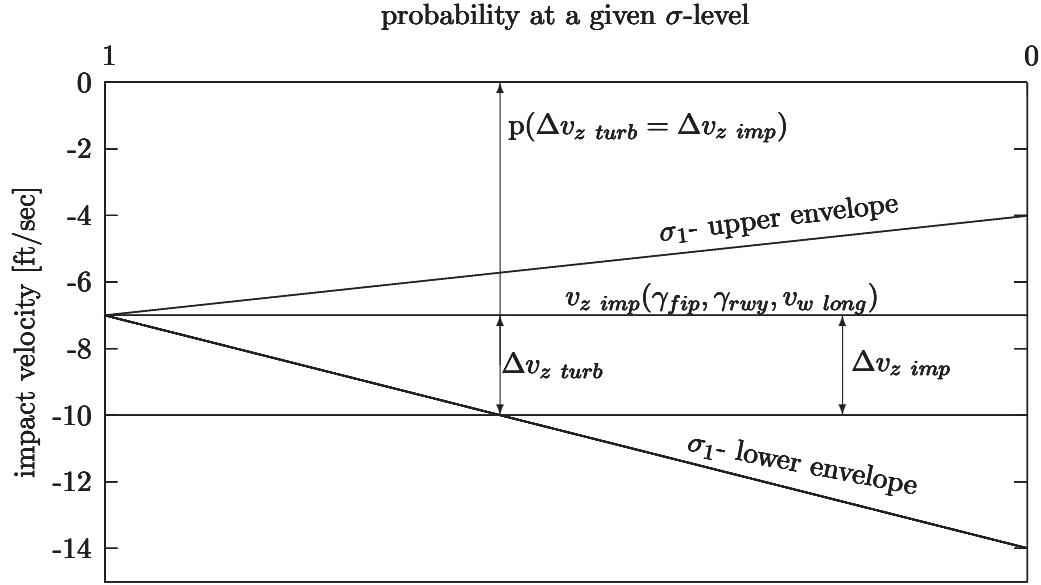 probability at a given σ-level
1 0
0
p(Δv_z turb = Δv_z imp)
-2
-4
σ₁- upper envelope
-6
v_z imp(γ_fip, γ_rwy, v_w long)
-8
Δv_z turb
Δv_z imp
-10
σ₁- lower envelope
-12
-14
impact velocity [ft/sec]